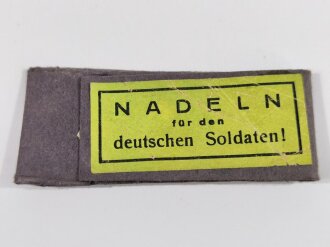 NADELN
für den
deutschen Soldaten!